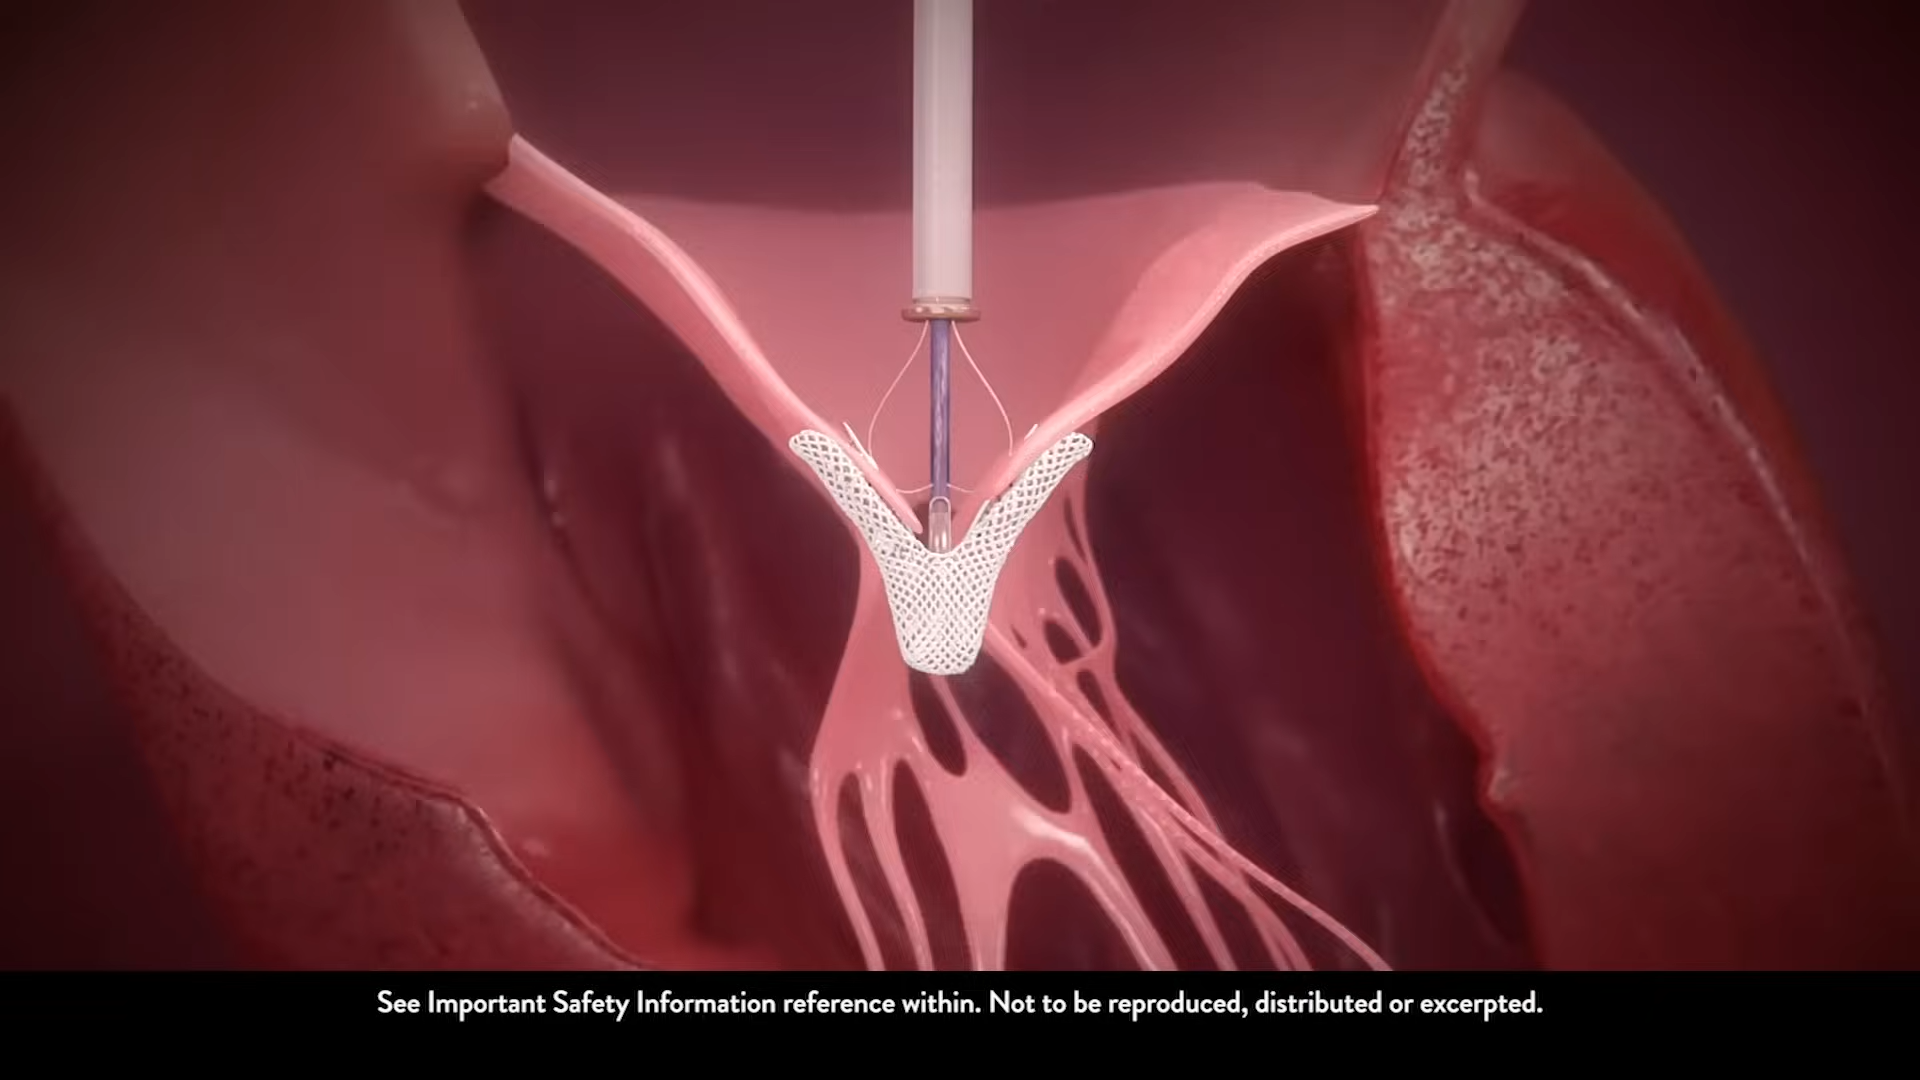 See Important Safety Information reference within. Not to be reproduced, distributed or excerpted.